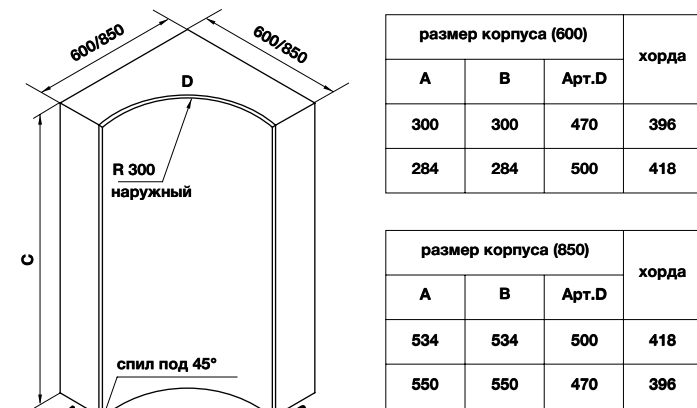 600/850
600/850
D
R 300
наружный
C
спил под 45°
размер корпуса (600)
хорда
A
B
Арт.D
300
300
470
396
284
284
500
418
размер корпуса (850)
хорда
A
B
Арт.D
534
534
500
418
550
550
470
396